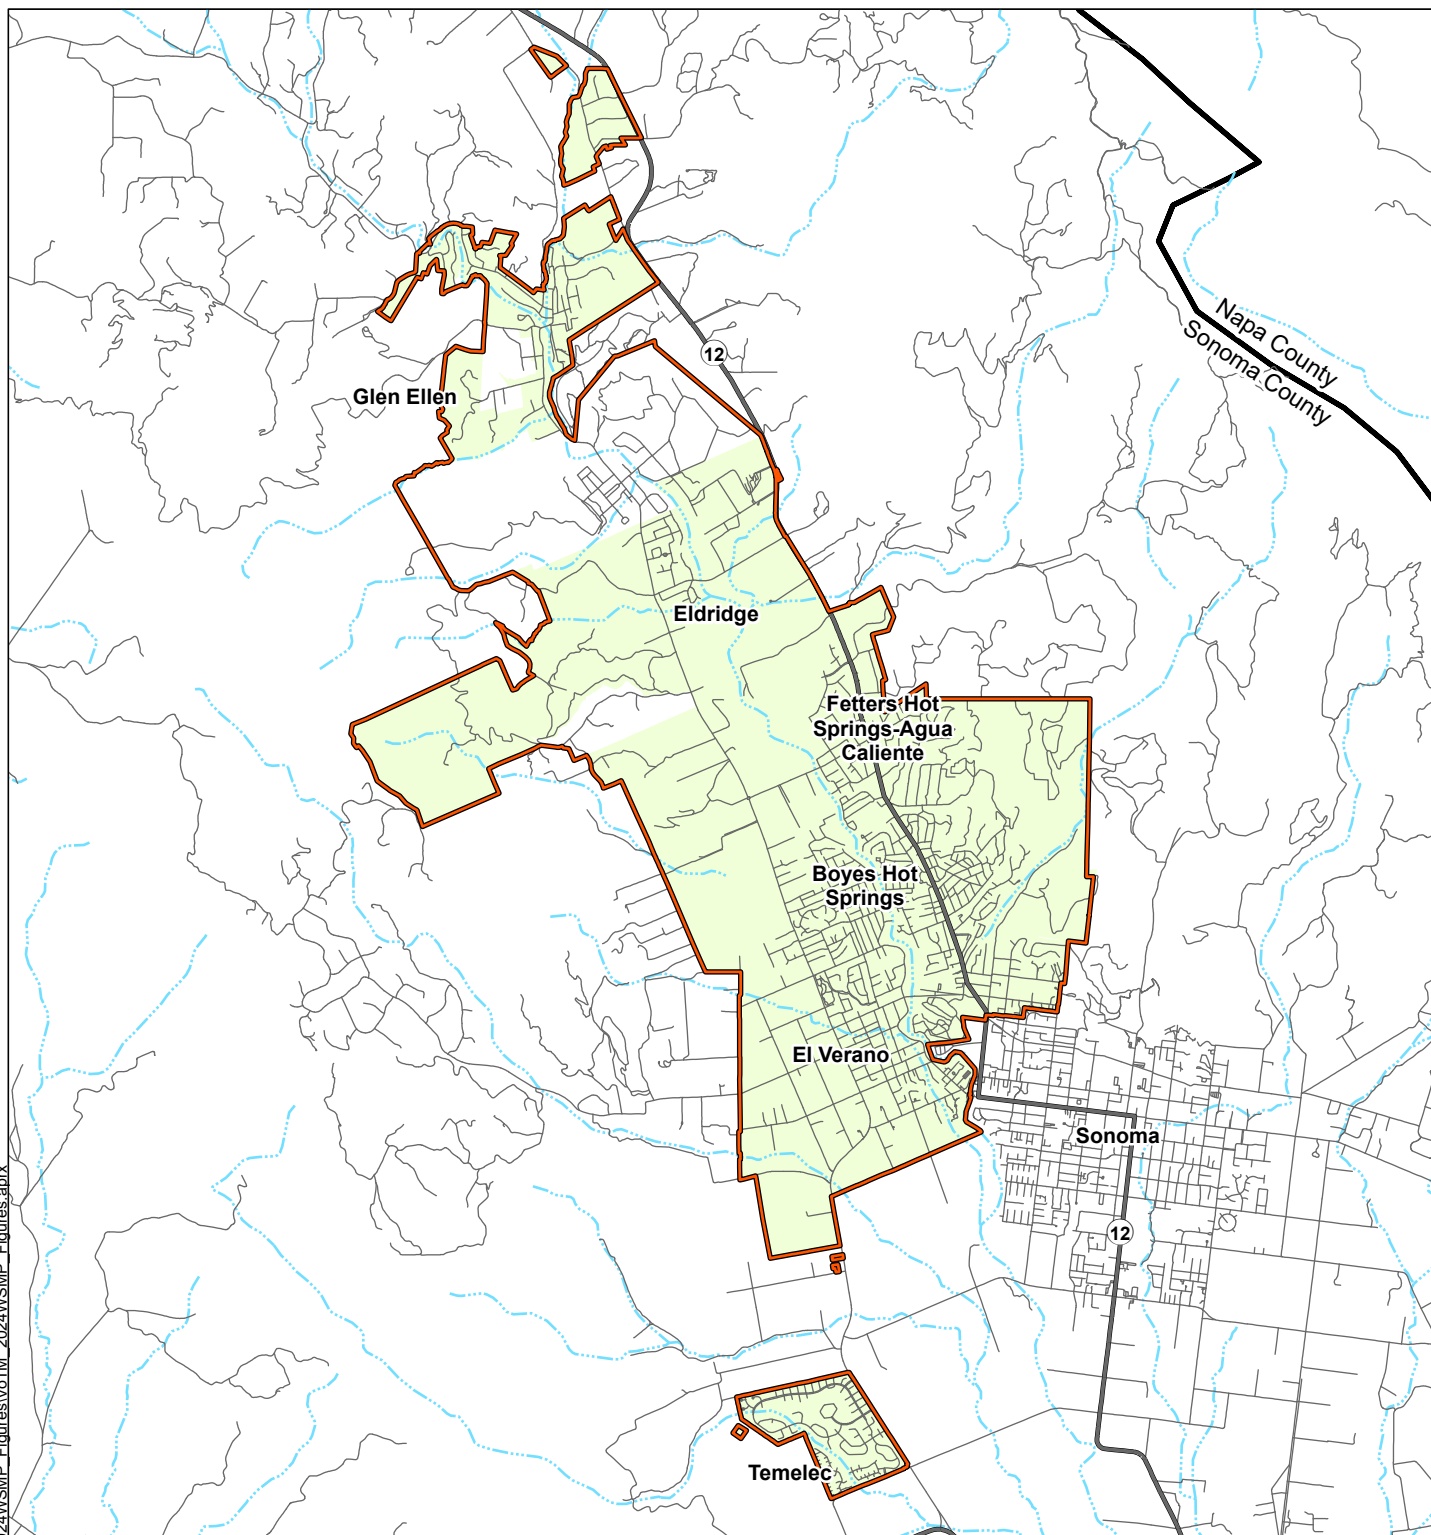 12
Napa County
Sonoma County
Glen Ellen
Eldridge
Fetters Hot
Springs-Agua
Caliente
Boyes Hot
Springs
El Verano
Sonoma
12
Temelec